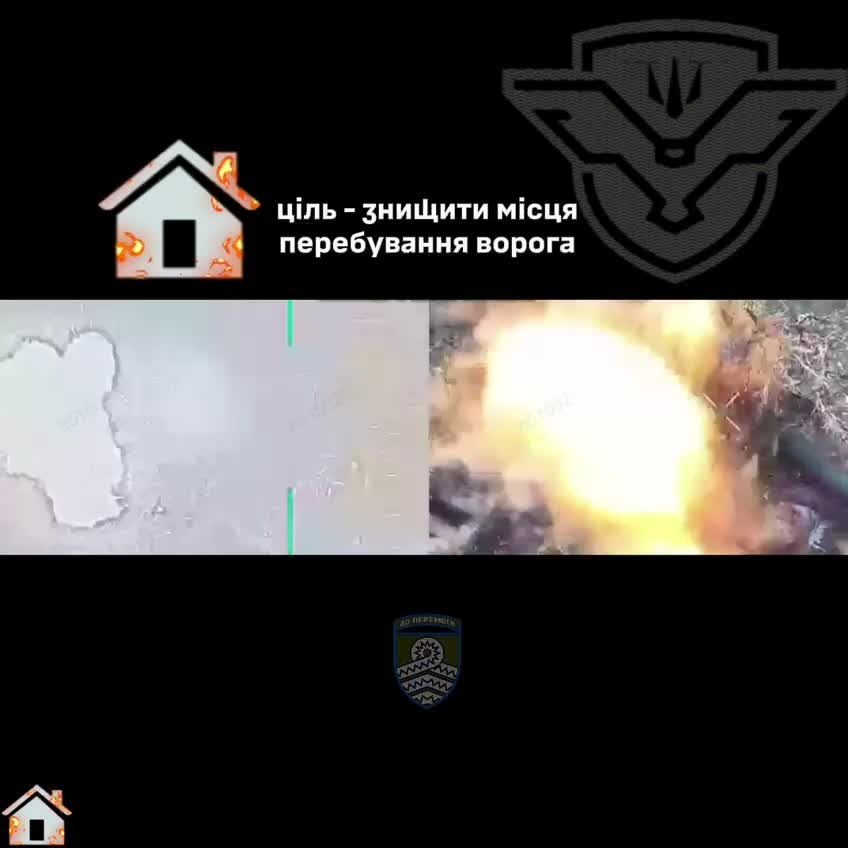 ціль - знищити місця
перебування ворога
ДО ПЕРЕМОГИ